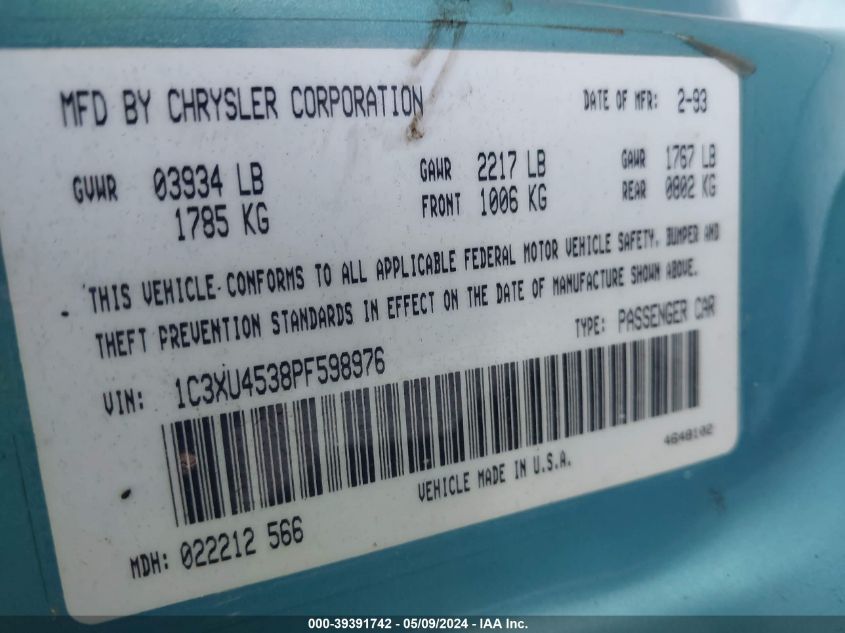 MFD BY CHRYSLER CORPORATION DATE OF MFR: 2-93
GVWR 03934 LB GAWR 2217 LB GAWR 1767 LB
1785 KG FRONT 1006 KG REAR 0802 KG
THIS VEHICLE CONFORMS TO ALL APPLICABLE FEDERAL MOTOR VEHICLE SAFETY, BUMPER AND
THEFT PREVENTION STANDARDS IN EFFECT ON THE DATE OF MANUFACTURE SHOWN ABOVE.
VIN: 1C3XU4538PF598976 TYPE: PASSENGER CAR
4648102
VEHICLE MADE IN U.S.A.
MDH: 022212 566
000-39391742 — 05/09/2024 — IAA Inc.